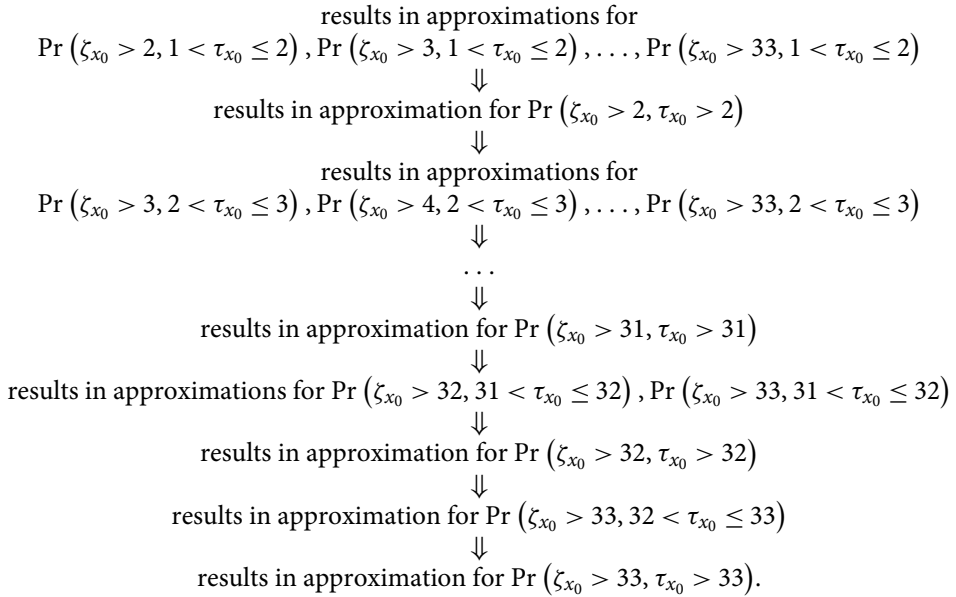 results in approximations for
Pr (ζ_{x_0} > 2, 1 < τ_{x_0} ≤ 2) , Pr (ζ_{x_0} > 3, 1 < τ_{x_0} ≤ 2) , . . . , Pr (ζ_{x_0} > 33, 1 < τ_{x_0} ≤ 2)
⇓
results in approximation for Pr (ζ_{x_0} > 2, τ_{x_0} > 2)
⇓
results in approximations for
Pr (ζ_{x_0} > 3, 2 < τ_{x_0} ≤ 3) , Pr (ζ_{x_0} > 4, 2 < τ_{x_0} ≤ 3) , . . . , Pr (ζ_{x_0} > 33, 2 < τ_{x_0} ≤ 3)
⇓
. . .
⇓
results in approximation for Pr (ζ_{x_0} > 31, τ_{x_0} > 31)
⇓
results in approximations for Pr (ζ_{x_0} > 32, 31 < τ_{x_0} ≤ 32) , Pr (ζ_{x_0} > 33, 31 < τ_{x_0} ≤ 32)
⇓
results in approximation for Pr (ζ_{x_0} > 32, τ_{x_0} > 32)
⇓
results in approximation for Pr (ζ_{x_0} > 33, 32 < τ_{x_0} ≤ 33)
⇓
results in approximation for Pr (ζ_{x_0} > 33, τ_{x_0} > 33).